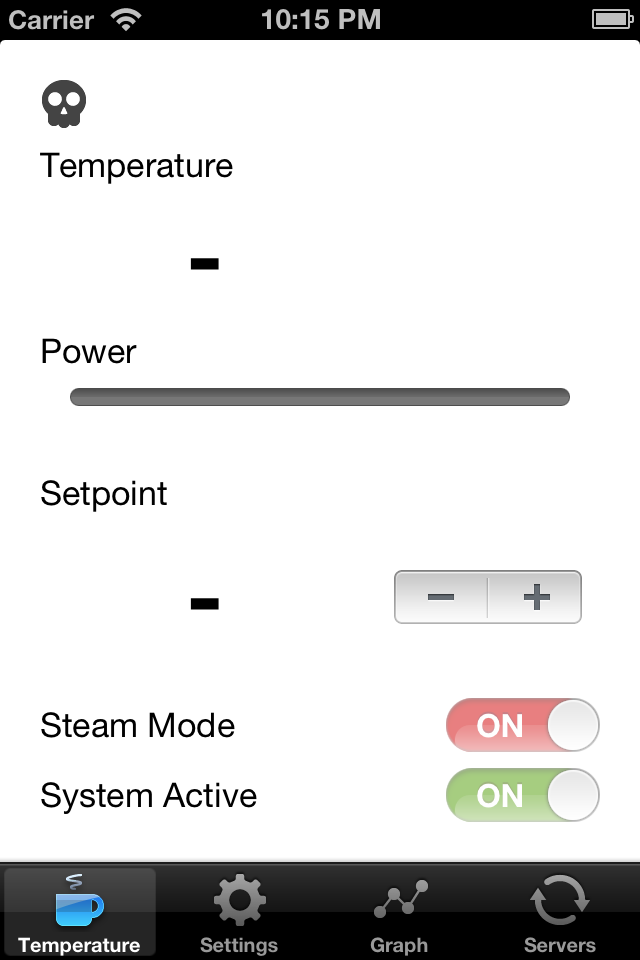 Carrier 10:15 PM
Temperature
-
Power
Setpoint
-
− +
Steam Mode ON
System Active ON
Temperature Settings Graph Servers